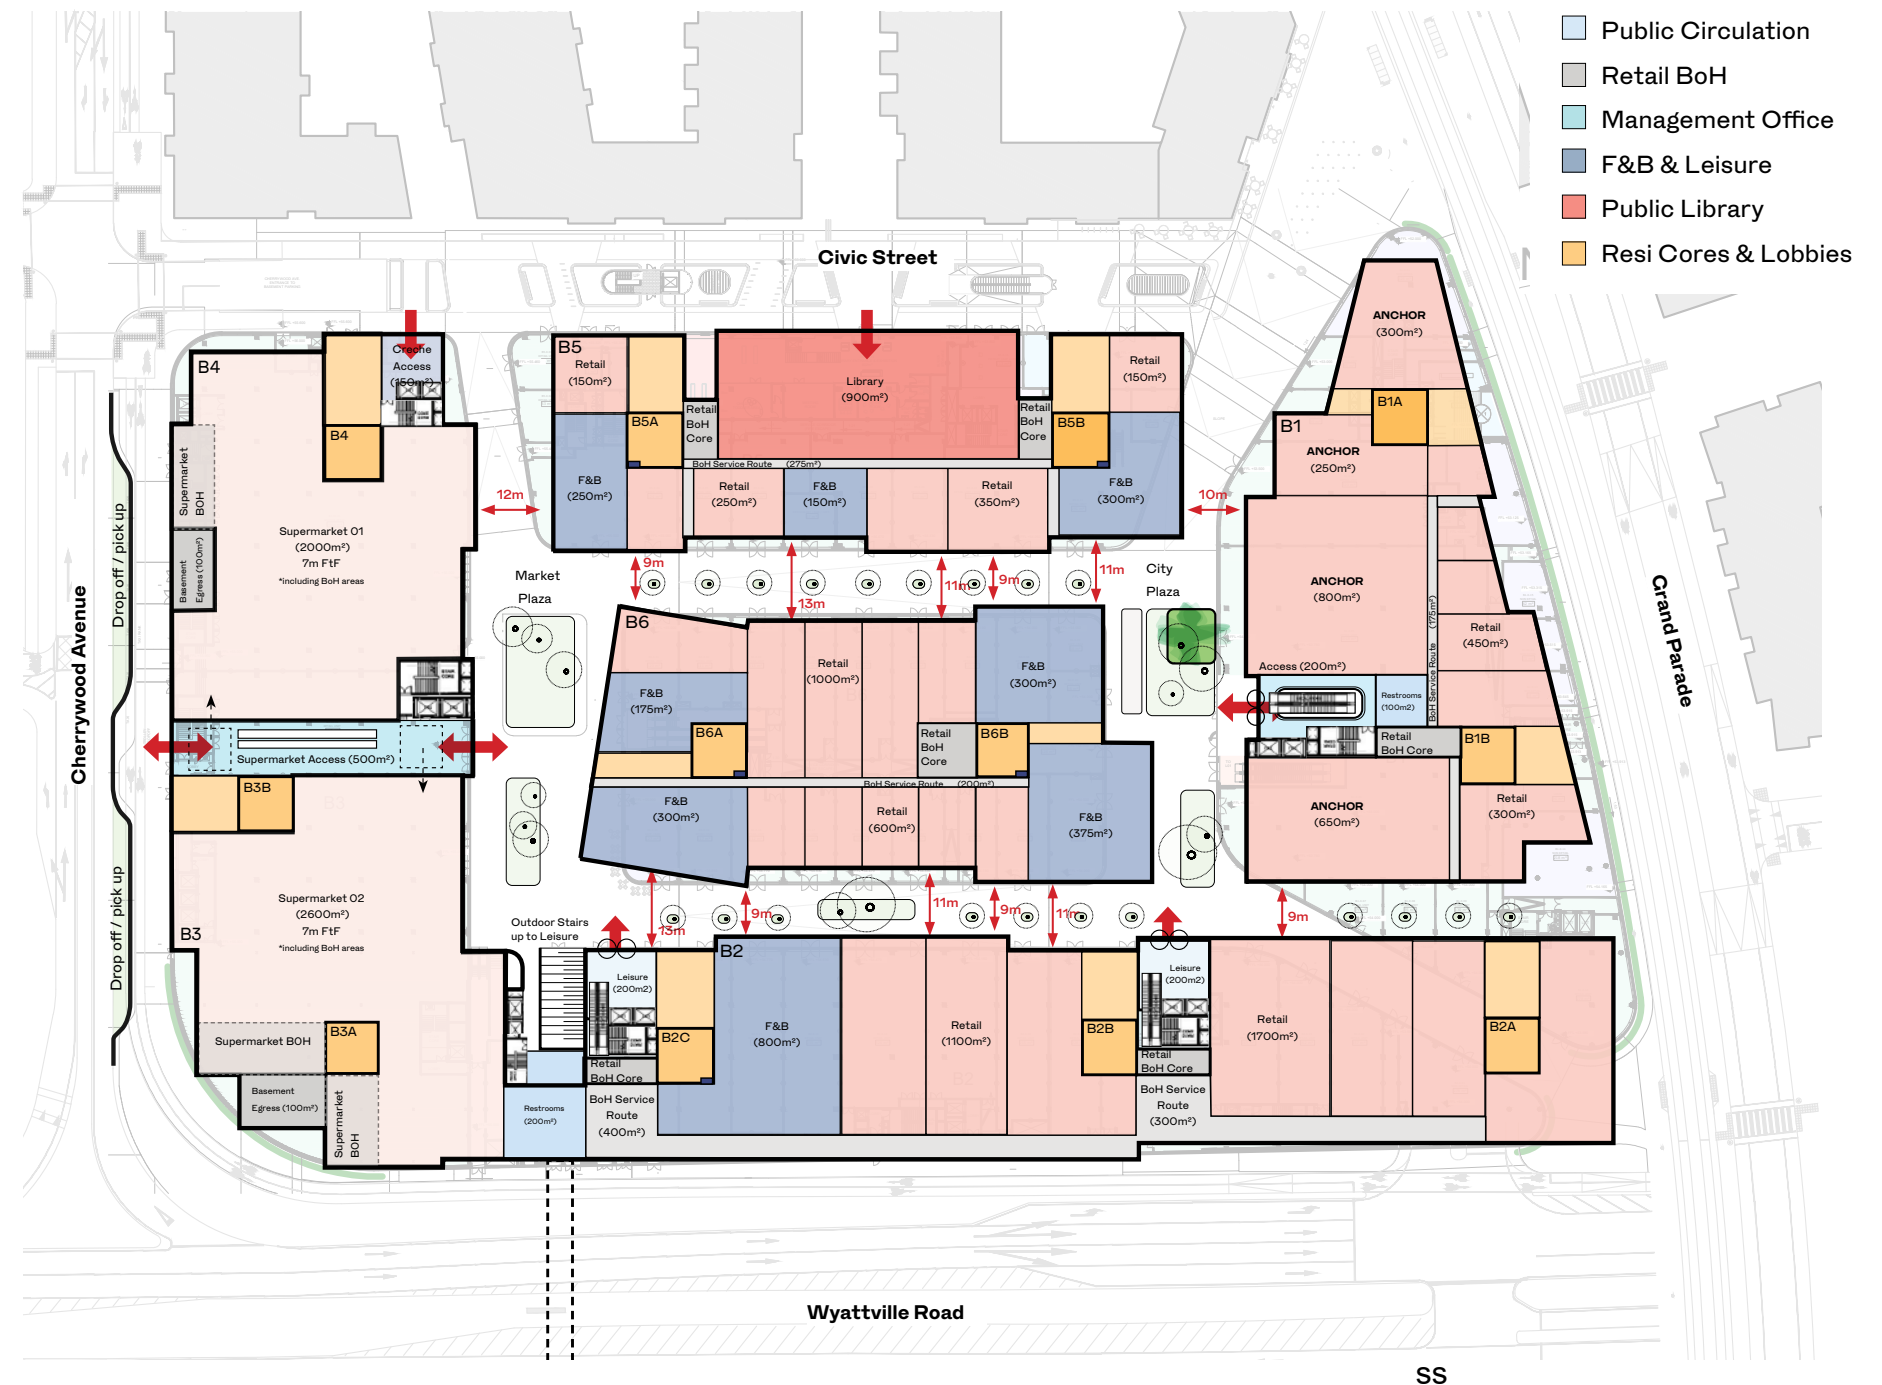 Public Circulation
Retail BoH
Management Office
F&B & Leisure
Public Library
Resi Cores & Lobbies
Civic Street
Cherrywood Avenue
Grand Parade
Wyattville Road
SS
Drop off / pick up
Drop off / pick up
B4
Creche
Access
(150m²)
B4
Supermarket
BOH
Basement
Egress (100m²)
Supermarket 01
(2000m²)
7m FtF
*including BoH areas
Supermarket Access (500m²)
B3B
B3
Supermarket 02
(2600m²)
7m FtF
*including BoH areas
Supermarket BOH
B3A
Basement
Egress (100m²)
Supermarket
BOH
12m
B5
Retail
(150m²)
B5A
Retail
BoH
Core
Library
(900m²)
Retail
BoH
Core
B5B
Retail
(150m²)
BoH Service Route (275m²)
F&B
(250m²)
Retail
(250m²)
F&B
(150m²)
Retail
(350m²)
F&B
(300m²)
10m
9m
13m
11m
9m
11m
Market
Plaza
City
Plaza
B6
Retail
(1000m²)
F&B
(300m²)
F&B
(175m²)
B6A
Retail
BoH
Core
B6B
BoH Service Route (200m²)
F&B
(300m²)
Retail
(600m²)
F&B
(375m²)
13m
9m
11m
9m
11m
9m
ANCHOR
(300m²)
B1A
B1
ANCHOR
(250m²)
ANCHOR
(800m²)
BoH Service Route (175m²)
Retail
(450m²)
Access (200m²)
Restrooms
(100m2)
Retail
BoH Core
B1B
ANCHOR
(650m²)
Retail
(300m²)
Outdoor Stairs
up to Leisure
Leisure
(200m2)
B2C
Retail
BoH Core
Restrooms
(200m²)
BoH Service
Route
(400m²)
B2
F&B
(800m²)
Retail
(1100m²)
B2B
Leisure
(200m2)
Retail
BoH Core
BoH Service
Route
(300m²)
Retail
(1700m²)
B2A
B3
B2